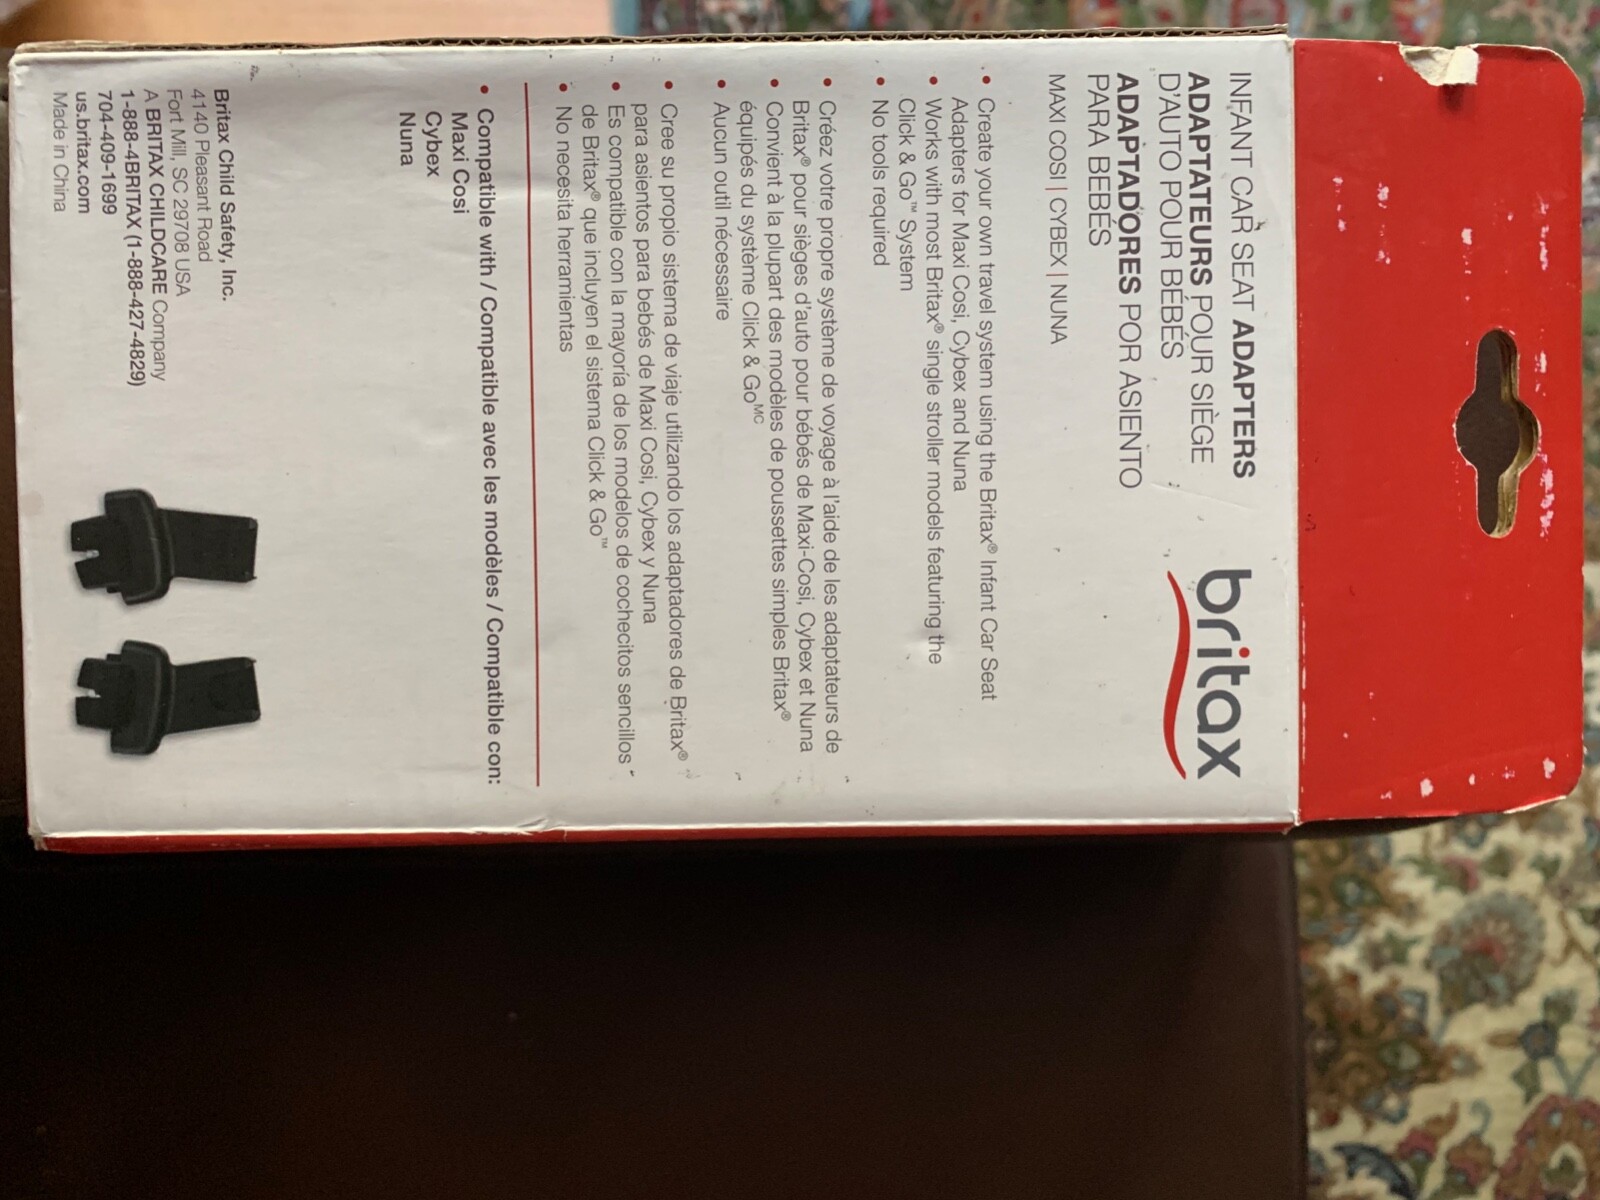 INFANT CAR SEAT ADAPTERS
ADAPTATEURS POUR SIÈGE
D'AUTO POUR BÉBÉS
ADAPTADORES POR ASIENTO
PARA BEBÉS
MAXI COSI | CYBEX | NUNA
britax
• Create your own travel system using the Britax® Infant Car Seat
Adapters for Maxi Cosi, Cybex and Nuna
• Works with most Britax® single stroller models featuring the
Click & Go™ System
• No tools required
• Créez votre propre système de voyage à l'aide de les adaptateurs de
Britax® pour sièges d'auto pour bébés de Maxi-Cosi, Cybex et Nuna
• Convient à la plupart des modèles de poussettes simples Britax®
équipés du système Click & Go MC
• Aucun outil nécessaire
• Cree su propio sistema de viaje utilizando los adaptadores de Britax®
para asientos para bebés de Maxi Cosi, Cybex y Nuna
• Es compatible con la mayoría de los modelos de cochecitos sencillos
de Britax® que incluyen el sistema Click & Go™
• No necesita herramientas
• Compatible with / Compatible avec les modèles / Compatible con:
Maxi Cosi
Cybex
Nuna
Britax Child Safety, Inc.
4140 Pleasant Road
Fort Mill, SC 29708 USA
A BRITAX CHILDCARE Company
1-888-4BRITAX (1-888-427-4829)
704-409-1699
us.britax.com
Made in China